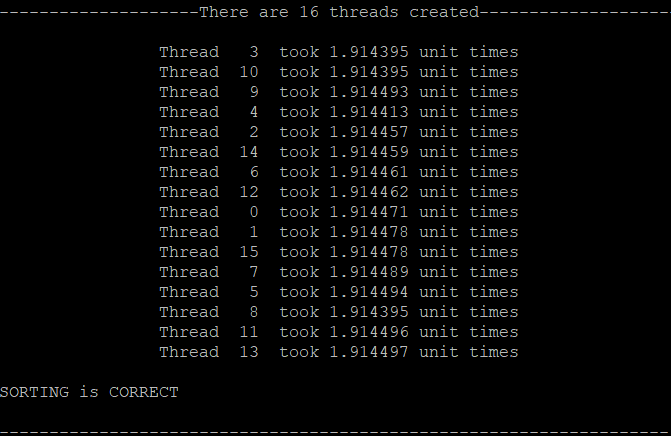 --------------------There are 16 threads created-------------------
Thread   3  took 1.914395 unit times
Thread  10  took 1.914395 unit times
Thread   9  took 1.914493 unit times
Thread   4  took 1.914413 unit times
Thread   2  took 1.914457 unit times
Thread  14  took 1.914459 unit times
Thread   6  took 1.914461 unit times
Thread  12  took 1.914462 unit times
Thread   0  took 1.914471 unit times
Thread   1  took 1.914478 unit times
Thread  15  took 1.914478 unit times
Thread   7  took 1.914489 unit times
Thread   5  took 1.914494 unit times
Thread   8  took 1.914395 unit times
Thread  11  took 1.914496 unit times
Thread  13  took 1.914497 unit times
SORTING is CORRECT
-------------------------------------------------------------------